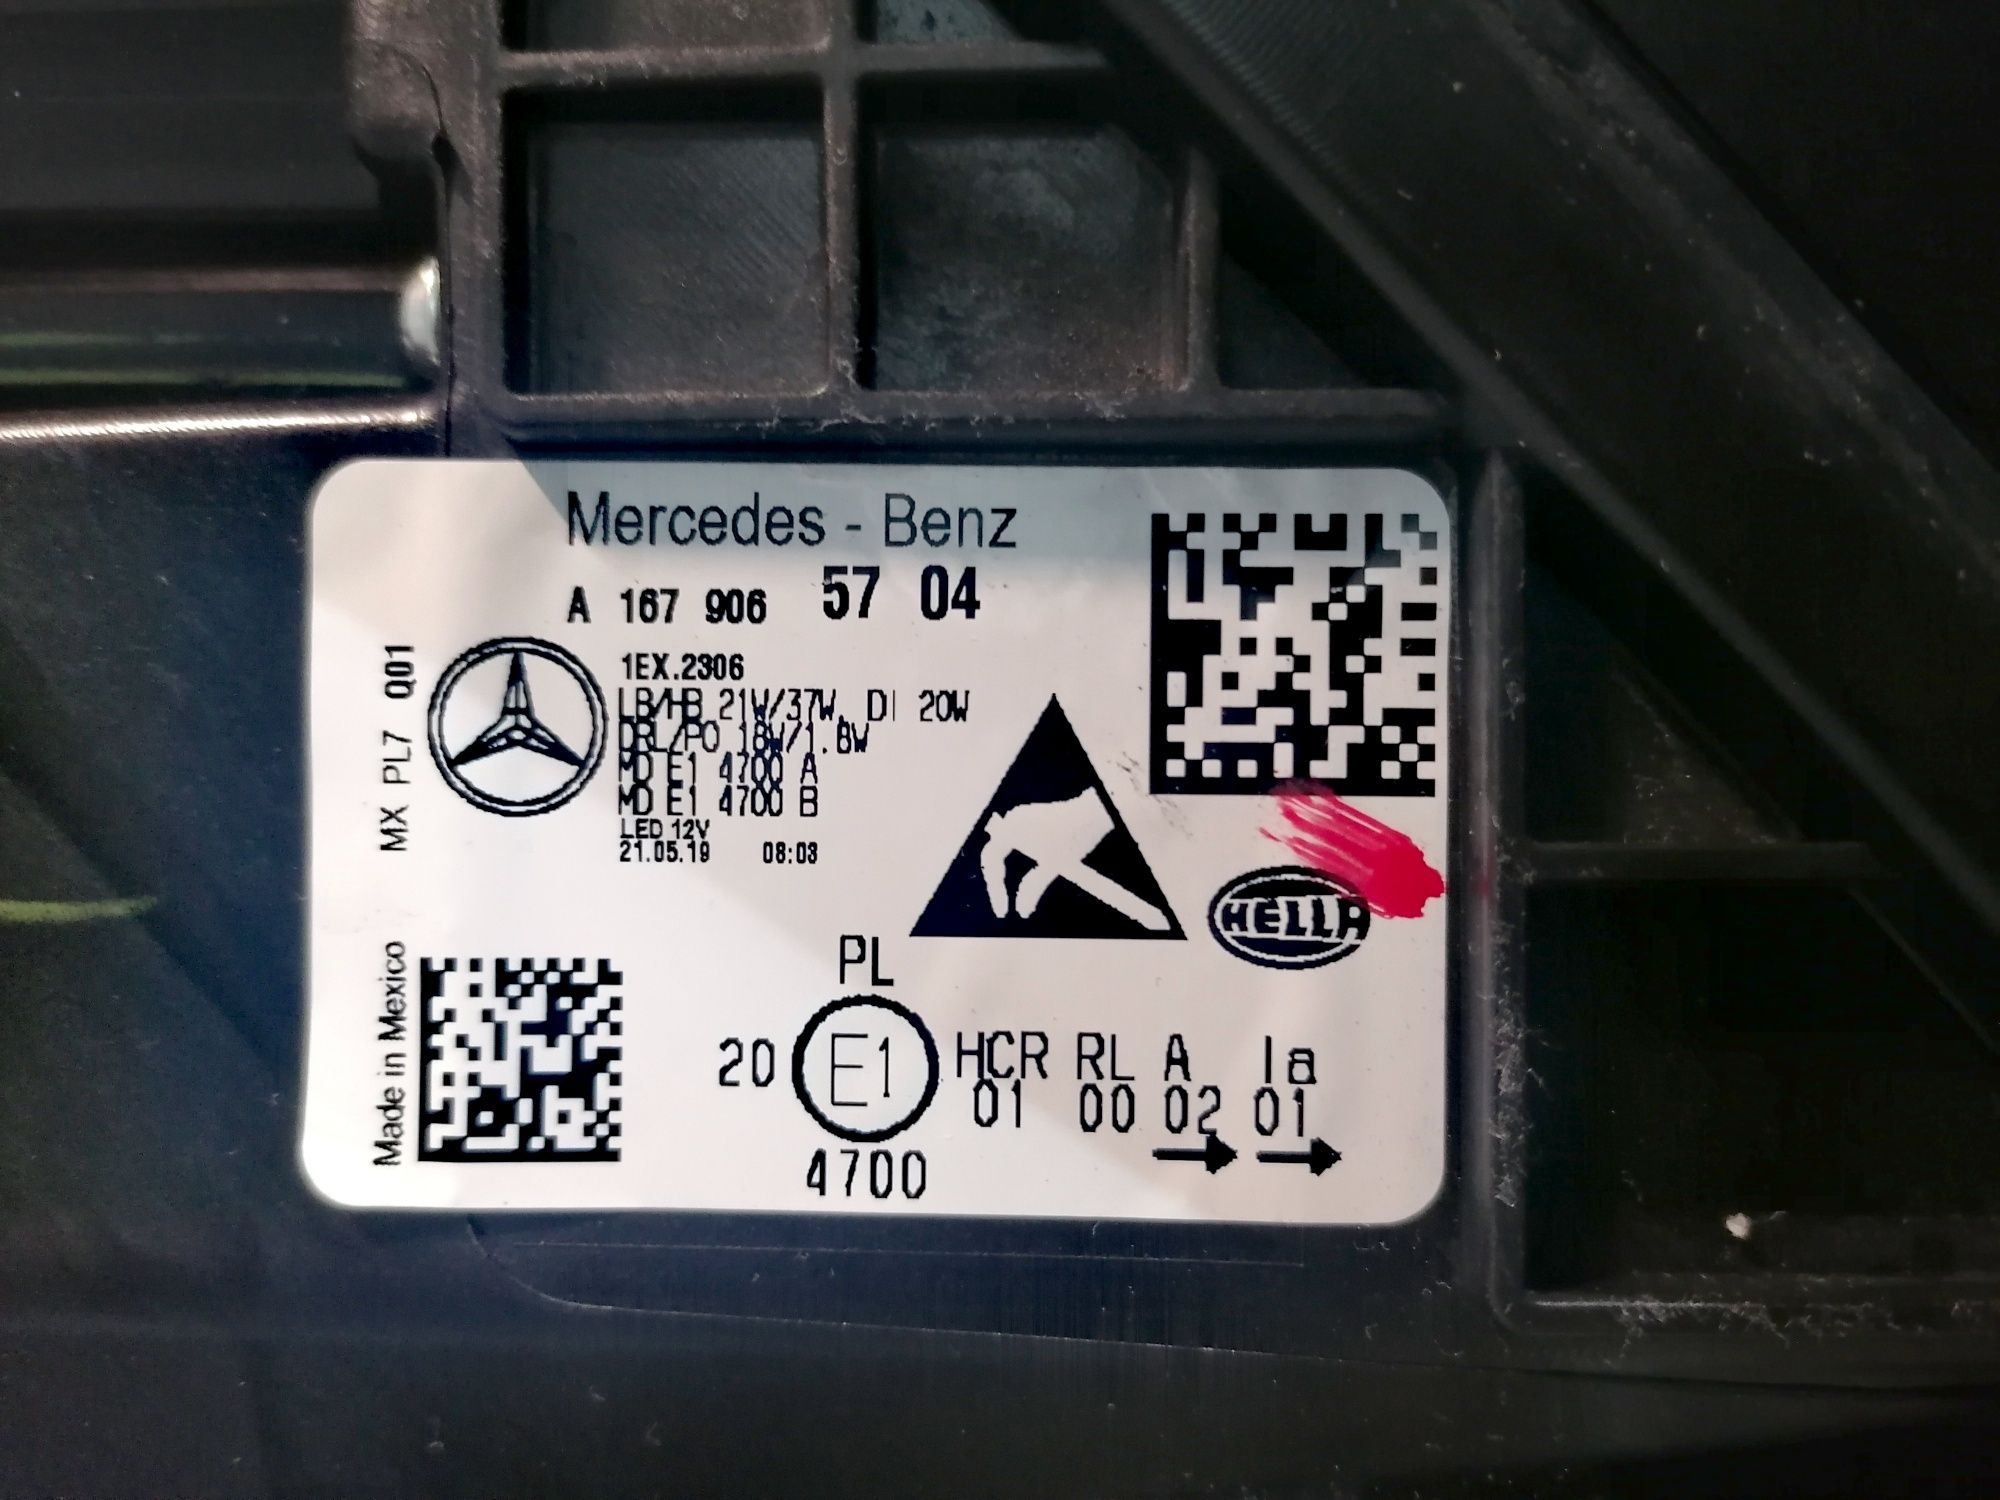 Mercedes - Benz
A 167 906 57 04
1EX.2306
LB/HB 21W/37W, DI 20W
DRL/PO 18W/1.8W
MD E1 4700 A
MD E1 4700 B
LED 12V
21.05.19 08:03
MX PL7 Q01
Made in Mexico
HELLA
PL
20 E1 HCR RL A Ia
01 00 02 01
4700